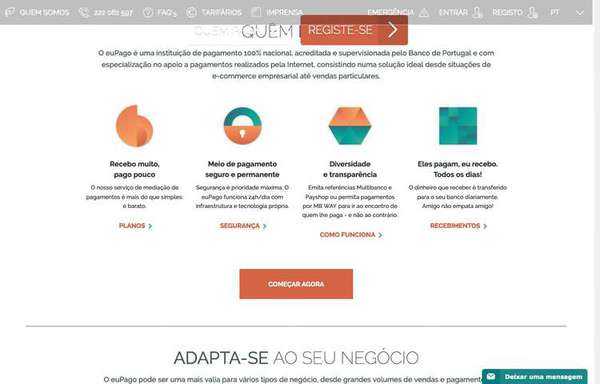 QUEM SOMOS 222 061 597 FAQ's TARIFÁRIOS IMPRENSA EMERGÊNCIA ENTRAR REGISTO PT
QUEM
REGISTE-SE
O euPago é uma instituição de pagamento 100% nacional, acreditada e supervisionada pelo Banco de Portugal e com
especialização no apoio a pagamentos realizados pela Internet, consistindo numa solução ideal desde situações de
e-commerce empresarial até vendas particulares.
Recebo muito,
pago pouco
O nosso serviço de mediação de
pagamentos é mais do que simples:
é barato.
PLANOS >
Meio de pagamento
seguro e permanente
Segurança é prioridade máxima. O
euPago funciona 24h/dia com
infraestrutura e tecnologia própria.
SEGURANÇA >
Diversidade
e transparência
Emita referências Multibanco e
Payshop ou permita pagamentos
por MB WAY para ir ao encontro de
quem lhe paga - e não ao contrário.
COMO FUNCIONA >
Eles pagam, eu recebo.
Todos os dias!
O dinheiro que receber é transferido
para o seu banco diariamente.
Amigo não empata amigo!
RECEBIMENTOS >
COMEÇAR AGORA
ADAPTA-SE AO SEU NEGÓCIO
O euPago pode ser uma mais valia para vários tipos de negócio, desde grandes volumes de vendas e pagamento
Deixar uma mensagem